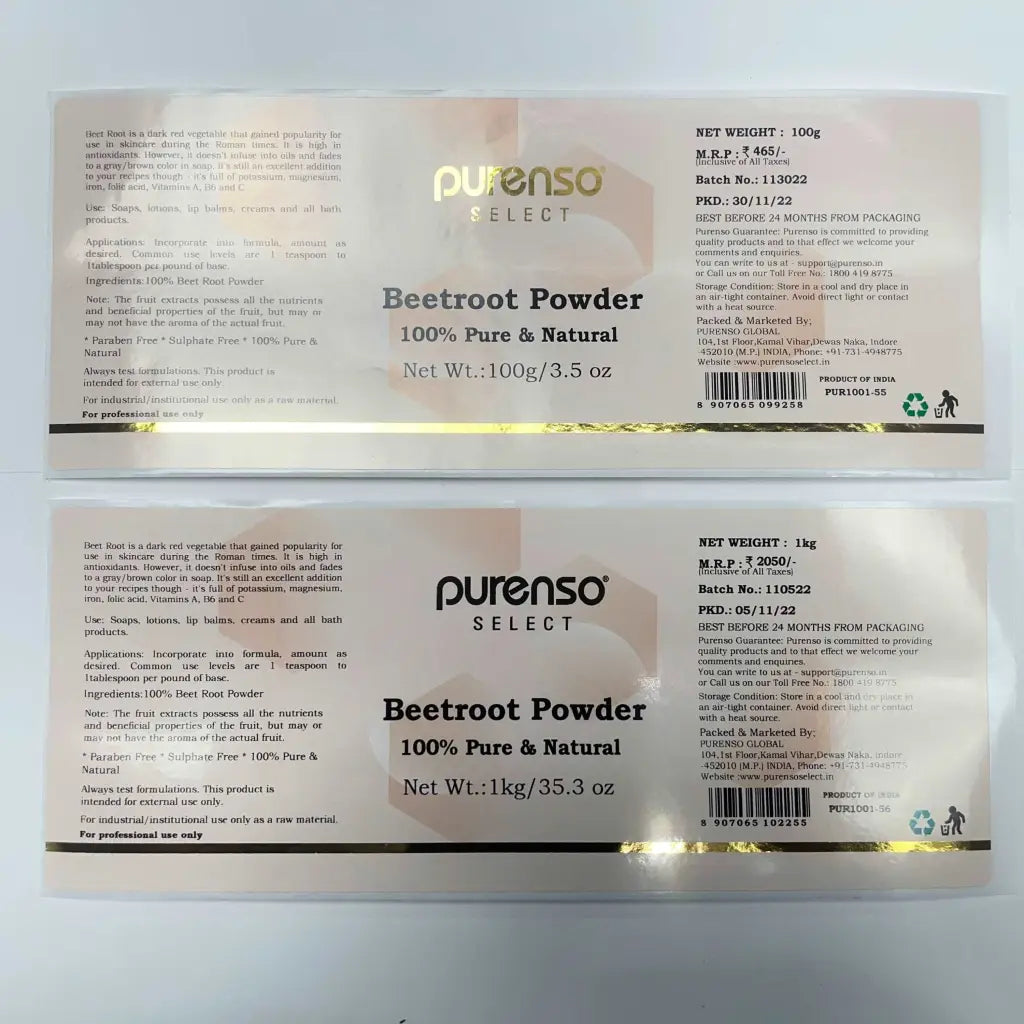 Beet Root is a dark red vegetable that gained popularity for
use in skincare during the Roman times. It is high in
antioxidants. However, it doesn't infuse into oils and fades
to a gray/brown color in soap. It's still an excellent addition
to your recipes though - it's full of potassium, magnesium,
iron, folic acid, Vitamins A, B6 and C
Use: Soaps, lotions, lip balms, creams and all bath
products.
Applications: Incorporate into formula, amount as
desired. Common use levels are 1 teaspoon to
1tablespoon per pound of base.
Ingredients:100% Beet Root Powder
Note: The fruit extracts possess all the nutrients
and beneficial properties of the fruit, but may or
may not have the aroma of the actual fruit.
* Paraben Free * Sulphate Free * 100% Pure &
Natural
Always test formulations. This product is
intended for external use only.
For industrial/institutional use only as a raw material.
For professional use only
purenso®
SELECT
Beetroot Powder
100% Pure & Natural
Net Wt.:100g/3.5 oz
NET WEIGHT : 100g
M.R.P : ₹ 465/-
(Inclusive of All Taxes)
Batch No.: 113022
PKD.: 30/11/22
BEST BEFORE 24 MONTHS FROM PACKAGING
Purenso Guarantee: Purenso is committed to providing
quality products and to that effect we welcome your
comments and enquiries.
You can write to us at - support@purenso.in
or Call us on our Toll Free No.: 1800 419 8775
Storage Condition: Store in a cool and dry place in
an air-tight container. Avoid direct light or contact
with a heat source.
Packed & Marketed By;
PURENSO GLOBAL
104,1st Floor,Kamal Vihar,Dewas Naka, Indore
-452010 (M.P.) INDIA, Phone: +91-731-4948775
Website :www.purensoselect.in
8 907065 099258
PRODUCT OF INDIA
PUR1001-55
Beet Root is a dark red vegetable that gained popularity for
use in skincare during the Roman times. It is high in
antioxidants. However, it doesn't infuse into oils and fades
to a gray/brown color in soap. It's still an excellent addition
to your recipes though - it's full of potassium, magnesium,
iron, folic acid, Vitamins A, B6 and C
Use: Soaps, lotions, lip balms, creams and all bath
products.
Applications: Incorporate into formula, amount as
desired. Common use levels are 1 teaspoon to
1tablespoon per pound of base.
Ingredients:100% Beet Root Powder
Note: The fruit extracts possess all the nutrients
and beneficial properties of the fruit, but may or
may not have the aroma of the actual fruit.
* Paraben Free * Sulphate Free * 100% Pure &
Natural
Always test formulations. This product is
intended for external use only.
For industrial/institutional use only as a raw material.
For professional use only
purenso®
SELECT
Beetroot Powder
100% Pure & Natural
Net Wt.:1kg/35.3 oz
NET WEIGHT : 1kg
M.R.P : ₹ 2050/-
(Inclusive of All Taxes)
Batch No.: 110522
PKD.: 05/11/22
BEST BEFORE 24 MONTHS FROM PACKAGING
Purenso Guarantee: Purenso is committed to providing
quality products and to that effect we welcome your
comments and enquires.
You can write to us at - support@purenso.in
or Call us on our Toll Free No.: 1800 419 8775
Storage Condition: Store in a cool and dry place in
an air-tight container. Avoid direct light or contact
with a heat source.
Packed & Marketed By;
PURENSO GLOBAL
104,1st Floor,Kamal Vihar,Dewas Naka, Indore
-452010 (M.P.) INDIA, Phone: +91-731-4948775
Website :www.purensoselect.in
8 907065 102255
PRODUCT OF INDIA
PUR1001-56